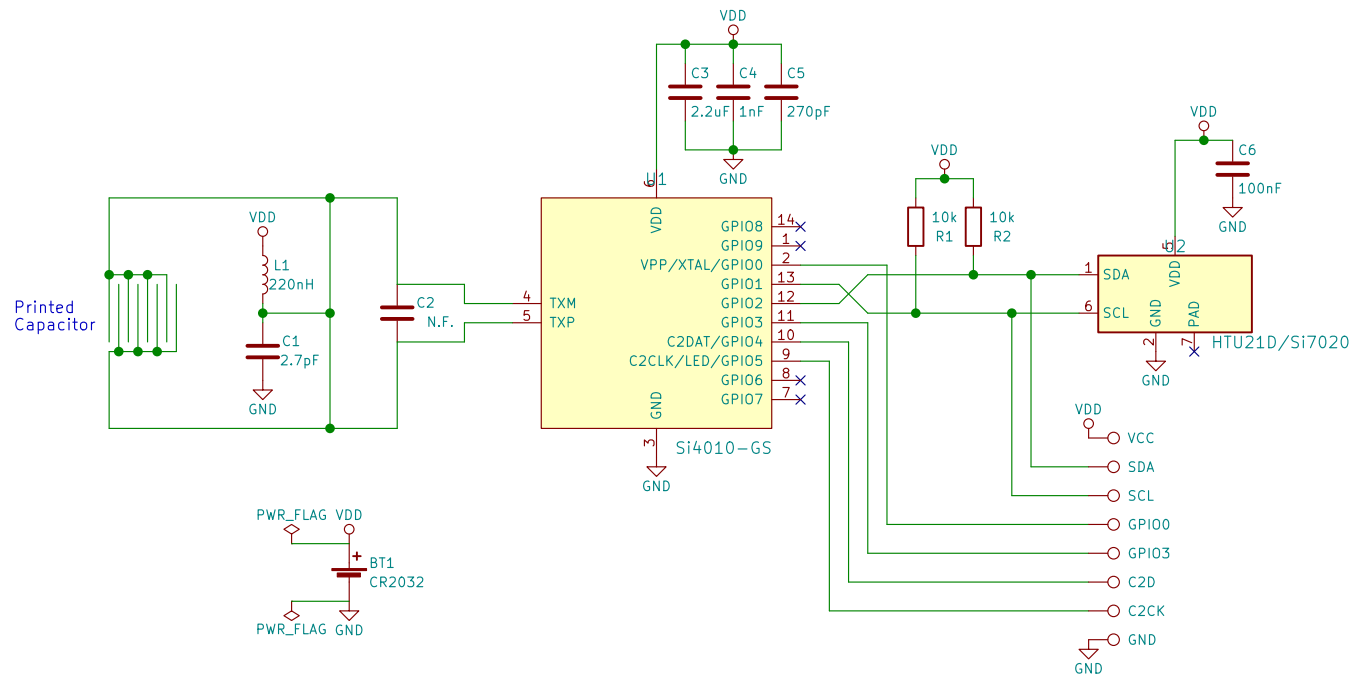 VDD
C3
C4
C5
2.2uF
1nF
270pF
GND
VDD
C6
100nF
GND
VDD
10k
R1
10k
R2
VDD
L1
220nH
C1
2.7pF
GND
Printed
Capacitor
C2
N.F.
U1
6
VDD
4
TXM
5
TXP
GPIO8
14
GPIO9
1
VPP/XTAL/GPIO0
2
GPIO1
13
GPIO2
12
GPIO3
11
C2DAT/GPIO4
10
C2CLK/LED/GPIO5
9
GPIO6
8
GPIO7
7
GND
3
Si4010-GS
GND
U2
5
VDD
1
SDA
6
SCL
GND
PAD
2
7
HTU21D/Si7020
GND
VDD
VCC
SDA
SCL
GPIO0
GPIO3
C2D
C2CK
GND
GND
PWR_FLAG
VDD
+
BT1
CR2032
PWR_FLAG
GND